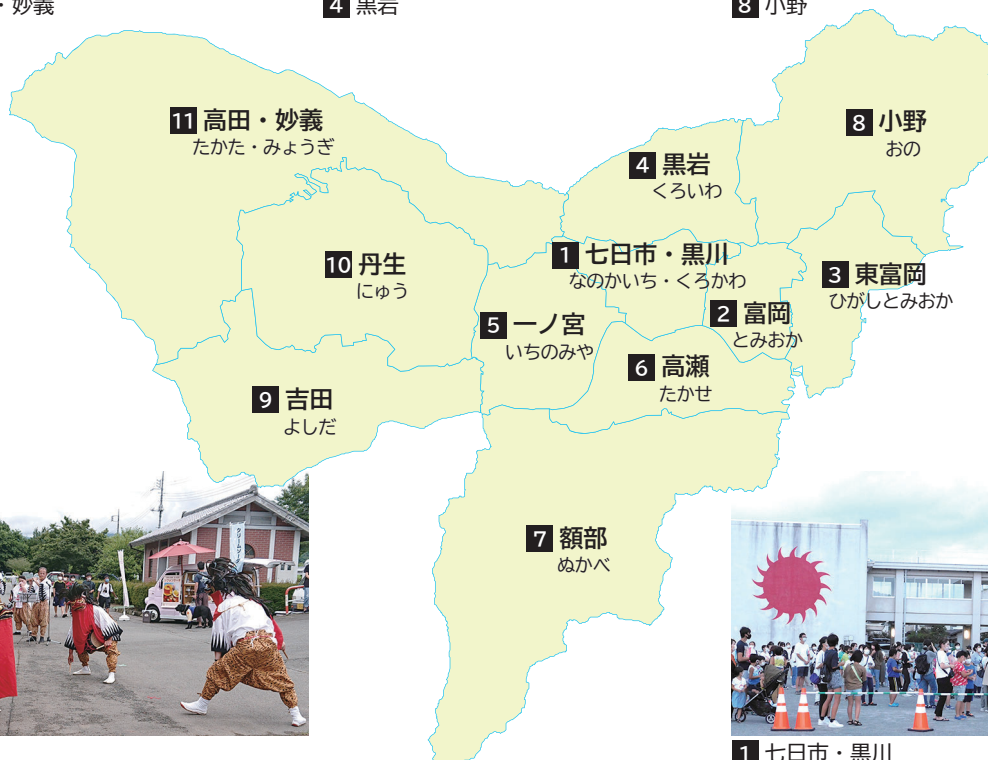 ・妙義
4 黒岩
8 小野
11 高田・妙義
たかた・みょうぎ
8 小野
おの
4 黒岩
くろいわ
1 七日市・黒川
なのかいち・くろかわ
10 丹生
にゅう
3 東富岡
ひがしとみおか
2 富岡
とみおか
5 一ノ宮
いちのみや
6 高瀬
たかせ
9 吉田
よしだ
7 額部
ぬかべ
1 七日市・黒川